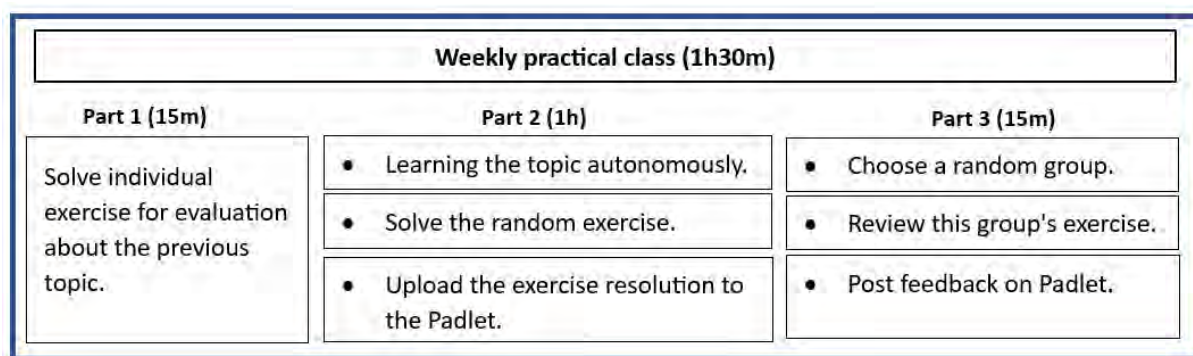 Weekly practical class (1h30m)
Part 1 (15m)
Solve individual
exercise for evaluation
about the previous
topic.
Part 2 (1h)
• Learning the topic autonomously.
• Solve the random exercise.
• Upload the exercise resolution to
the Padlet.
Part 3 (15m)
• Choose a random group.
• Review this group's exercise.
• Post feedback on Padlet.